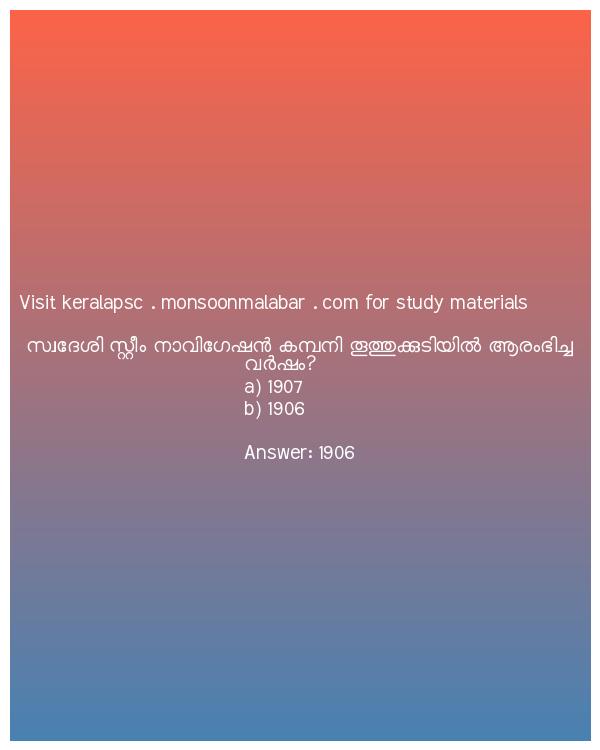 Visit keralapsc . monsoonmalabar . com for study materials
സ്വദേശി സ്റ്റീം നാവിഗേഷൻ കമ്പനി തൂത്തുക്കുടിയിൽ ആരംഭിച്ച
വർഷം?
a) 1907
b) 1906
Answer: 1906